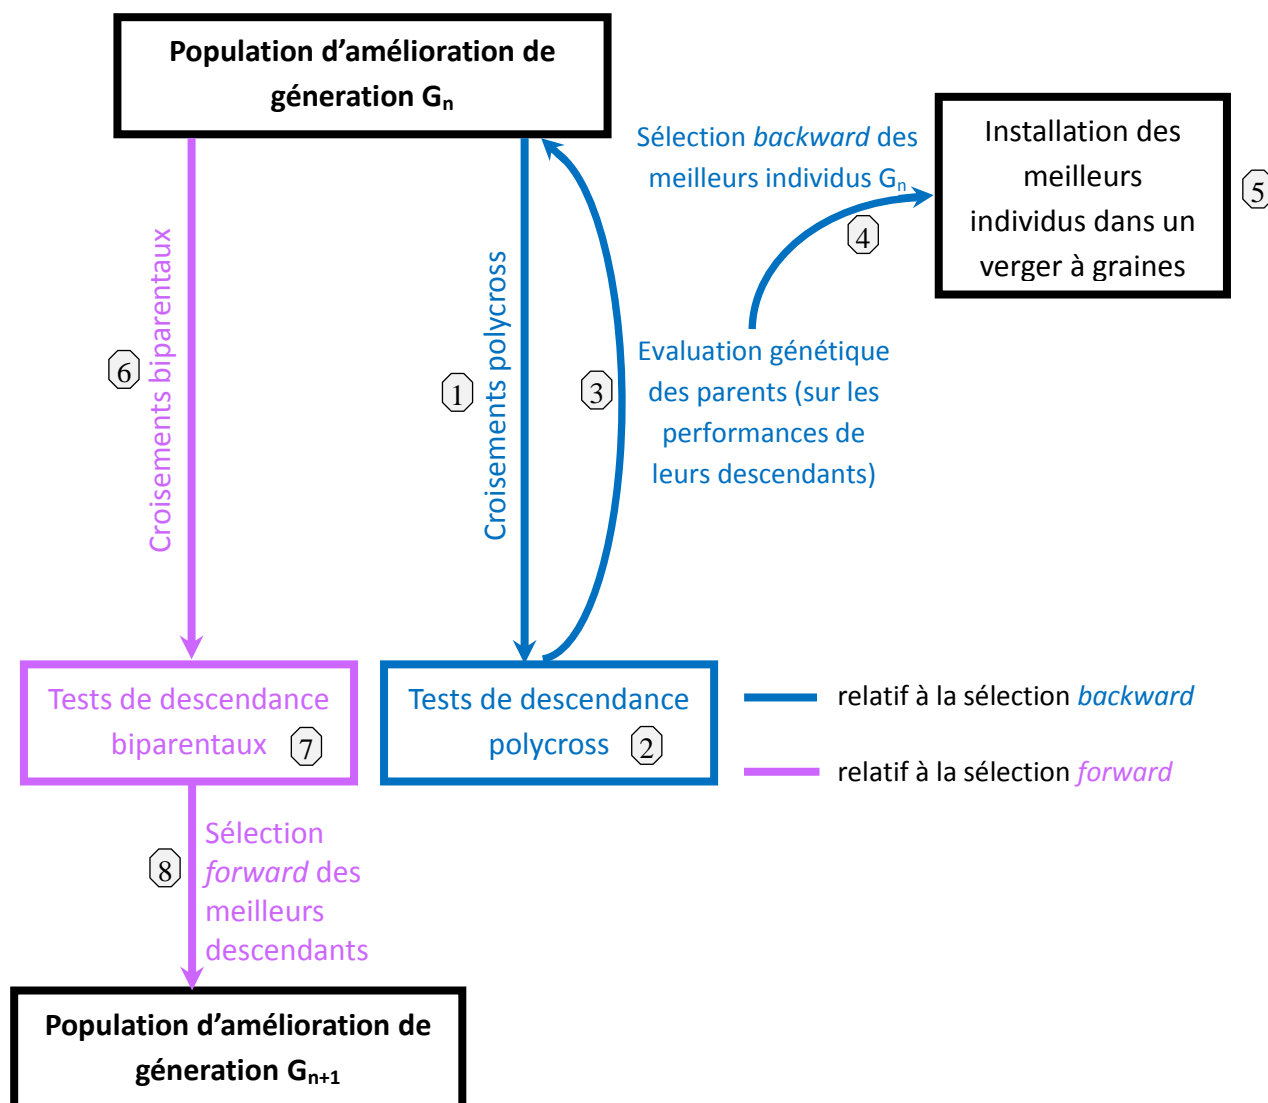 Population d'amélioration de
géneration Gn
Sélection backward des
meilleurs individus Gn
4
Installation des
meilleurs
individus dans un
verger à graines
5
6
Croisements biparentaux
1
Croisements polycross
3
Evaluation génétique
des parents (sur les
performances de
leurs descendants)
Tests de descendance
biparentaux 7
Tests de descendance
polycross 2
relatif à la sélection backward
relatif à la sélection forward
8
Sélection
forward des
meilleurs
descendants
Population d'amélioration de
géneration Gn+1